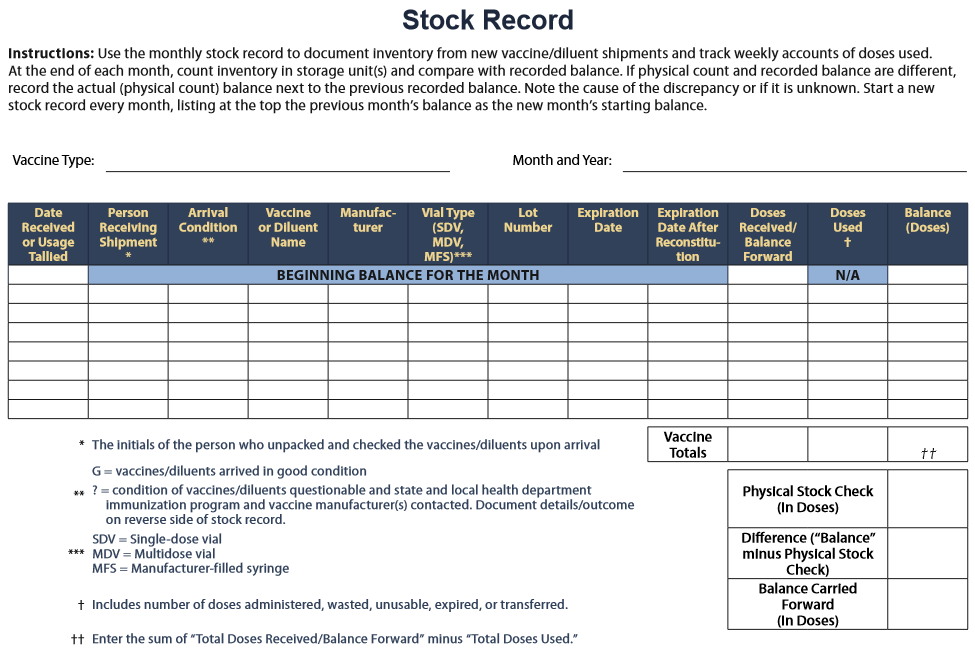 Stock Record
Instructions: Use the monthly stock record to document inventory from new vaccine/diluent shipments and track weekly accounts of doses used.
At the end of each month, count inventory in storage unit(s) and compare with recorded balance. If physical count and recorded balance are different,
record the actual (physical count) balance next to the previous recorded balance. Note the cause of the discrepancy or if it is unknown. Start a new
stock record every month, listing at the top the previous month's balance as the new month's starting balance.
Vaccine Type:
Month and Year:
Date
Received
or Usage
Tallied
Person
Receiving
Shipment
*
Arrival
Condition
**
Vaccine
or Diluent
Name
Manufac-
turer
Vial Type
(SDV,
MDV,
MFS)***
Lot
Number
Expiration
Date
Expiration
Date After
Reconstitu-
tion
Doses
Received/
Balance
Forward
Doses
Used
†
Balance
(Doses)
BEGINNING BALANCE FOR THE MONTH
N/A
Vaccine
Totals
††
* The initials of the person who unpacked and checked the vaccines/diluents upon arrival
G = vaccines/diluents arrived in good condition
** ? = condition of vaccines/diluents questionable and state and local health department
immunization program and vaccine manufacturer(s) contacted. Document details/outcome
on reverse side of stock record.
SDV = Single-dose vial
*** MDV = Multidose vial
MFS = Manufacturer-filled syringe
† Includes number of doses administered, wasted, unusable, expired, or transferred.
†† Enter the sum of "Total Doses Received/Balance Forward" minus "Total Doses Used."
Physical Stock Check
(In Doses)
Difference ("Balance"
minus Physical Stock
Check)
Balance Carried
Forward
(In Doses)